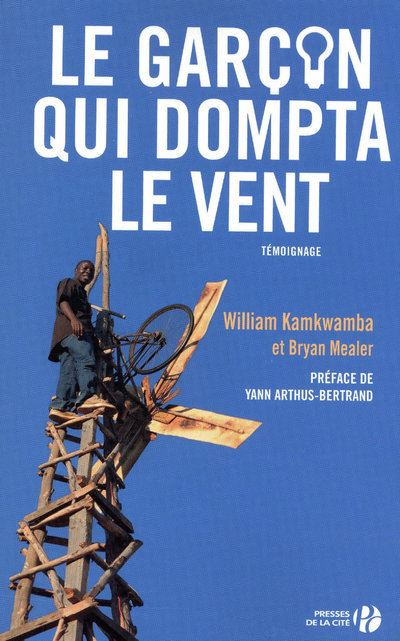 LE GARÇON
QUI DOMPTA
LE VENT
TÉMOIGNAGE
William Kamkwamba
et Bryan Mealer
PRÉFACE DE
YANN ARTHUS-BERTRAND
PRESSES
DE LA CITÉ